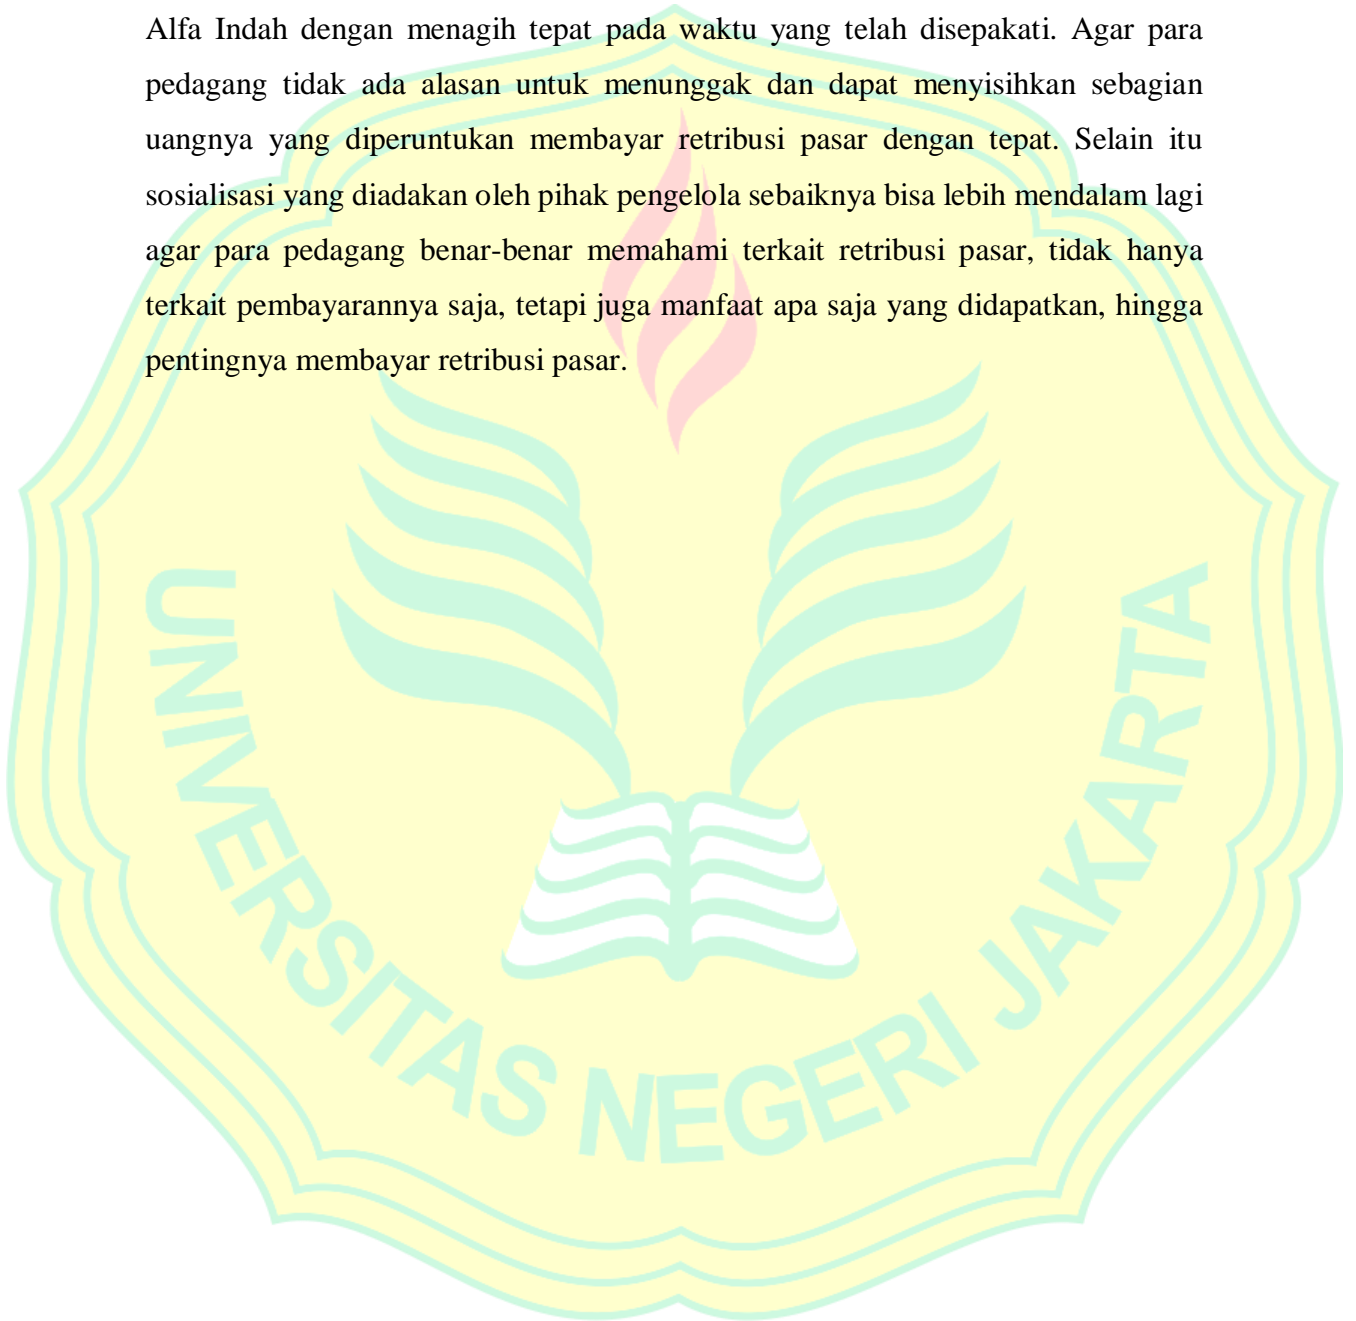 Alfa Indah dengan menagih tepat pada waktu yang telah disepakati. Agar para
pedagang tidak ada alasan untuk menunggak dan dapat menyisihkan sebagian
uangnya yang diperuntukan membayar retribusi pasar dengan tepat. Selain itu
sosialisasi yang diadakan oleh pihak pengelola sebaiknya bisa lebih mendalam lagi
agar para pedagang benar-benar memahami terkait retribusi pasar, tidak hanya
terkait pembayarannya saja, tetapi juga manfaat apa saja yang didapatkan, hingga
pentingnya membayar retribusi pasar.
UNIVERSITAS NEGERI JAKARTA